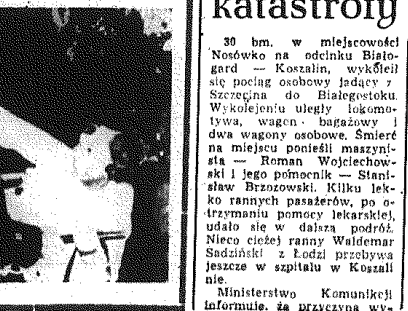 katastrofy
30 bm. w miejscowości
Nosówko na odcinku Biało-
gard — Koszalin, wykoleił
się pociąg osobowy jadący z
Szczecina do Białegostoku.
Wykolejeniu uległy lokomo-
tywa, wagon bagażowy i
dwa wagony osobowe. Śmierć
na miejscu ponieśli maszyni-
sta — Roman Wojciechow-
ski i jego pomocnik — Stani-
sław Brzozowski. Kilku lek-
ko rannych pasażerów, po o-
trzymaniu pomocy lekarskiej,
udało się w dalszą podróż.
Nieco ciężej ranny Waldemar
Sadziński z Łodzi przebywa
jeszcze w szpitalu w Koszali
nie.
Ministerstwo Komunikcji
informuje, że przyczyną wy-